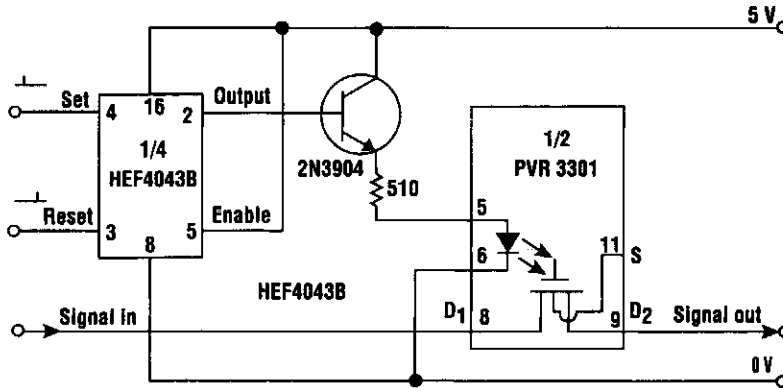 5 V
Set
4
16
2
Output
1/4
HEF4043B
2N3904
510
1/2
PVR 3301
Reset
3
8
5
Enable
5
6
11
S
HEF4043B
Signal in
D1
8
9
D2
Signal out
0 V